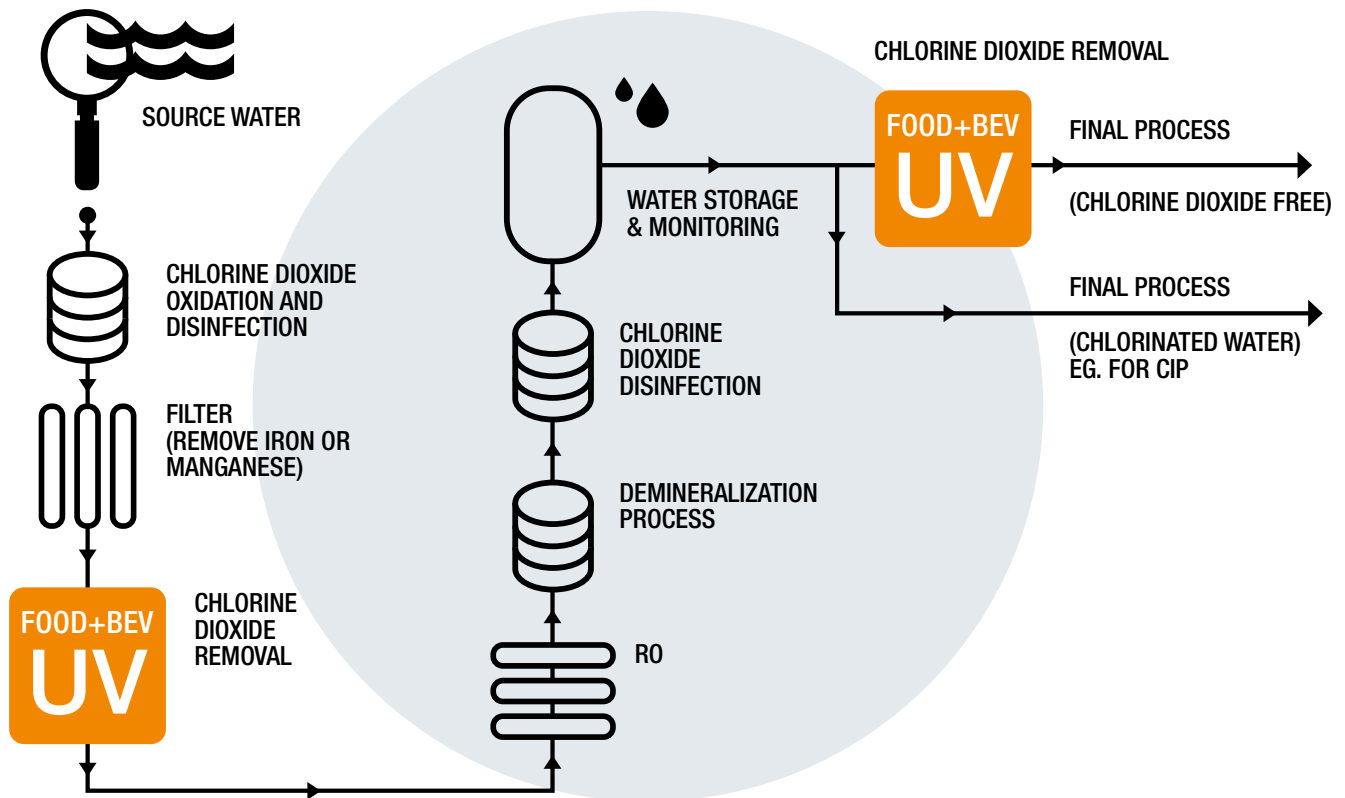 SOURCE WATER
CHLORINE DIOXIDE
OXIDATION AND
DISINFECTION
FILTER
(REMOVE IRON OR
MANGANESE)
FOOD+BEV
UV
CHLORINE
DIOXIDE
REMOVAL
RO
DEMINERALIZATION
PROCESS
CHLORINE
DIOXIDE
DISINFECTION
WATER STORAGE
& MONITORING
CHLORINE DIOXIDE REMOVAL
FOOD+BEV
UV
FINAL PROCESS
(CHLORINE DIOXIDE FREE)
FINAL PROCESS
(CHLORINATED WATER)
EG. FOR CIP